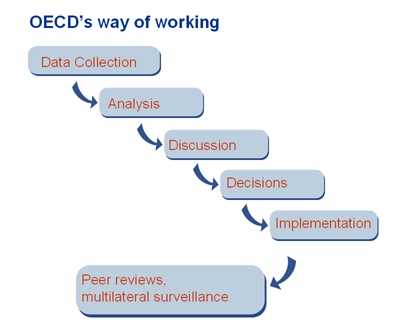 OECD's way of working
Data Collection
Analysis
Discussion
Decisions
Implementation
Peer reviews,
multilateral surveillance